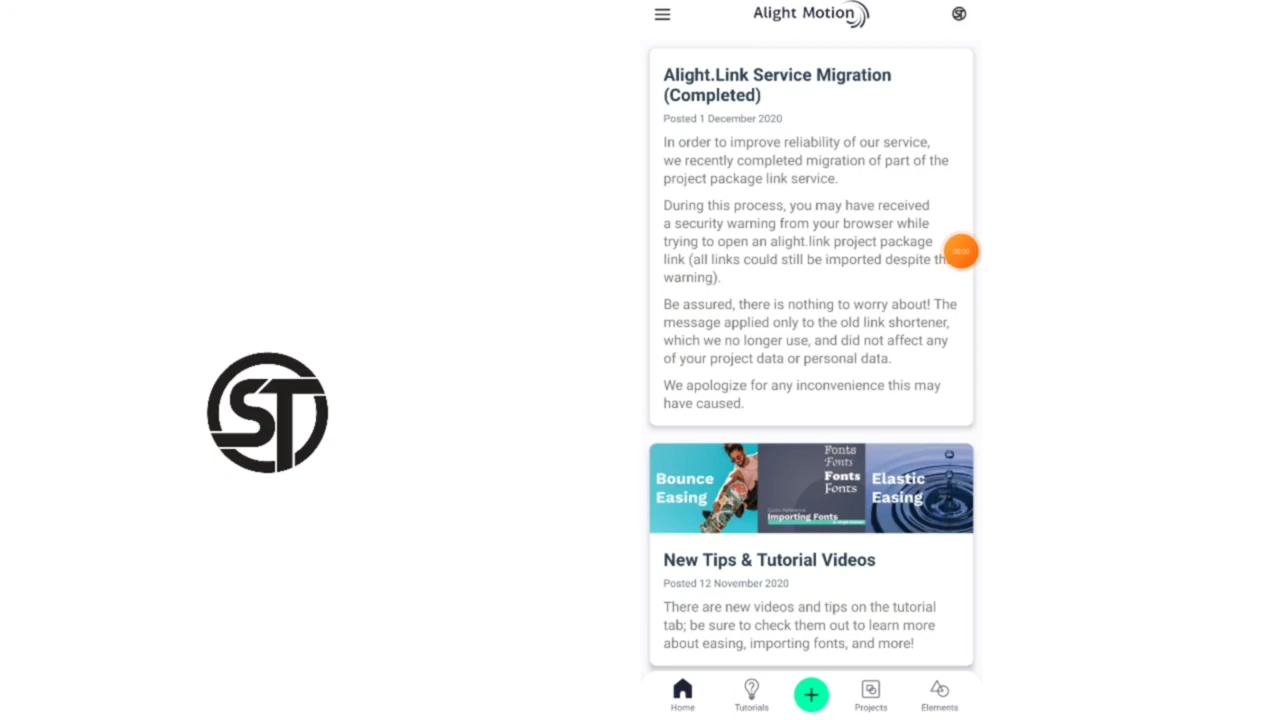 Alight Motion
Alight.Link Service Migration
(Completed)
Posted 1 December 2020
In order to improve reliability of our service,
we recently completed migration of part of the
project package link service.
During this process, you may have received
a security warning from your browser while
trying to open an alight.link project package
link (all links could still be imported despite th
warning).
00:00
Be assured, there is nothing to worry about! The
message applied only to the old link shortener,
which we no longer use, and did not affect any
of your project data or personal data.
We apologize for any inconvenience this may
have caused.
ST
Bounce
Easing
Fonts
Fonts
Fonts
Fonts
Importing Fonts
Elastic
Easing
New Tips & Tutorial Videos
Posted 12 November 2020
There are new videos and tips on the tutorial
tab; be sure to check them out to learn more
about easing, importing fonts, and more!
Home
Tutorials
Projects
Elements